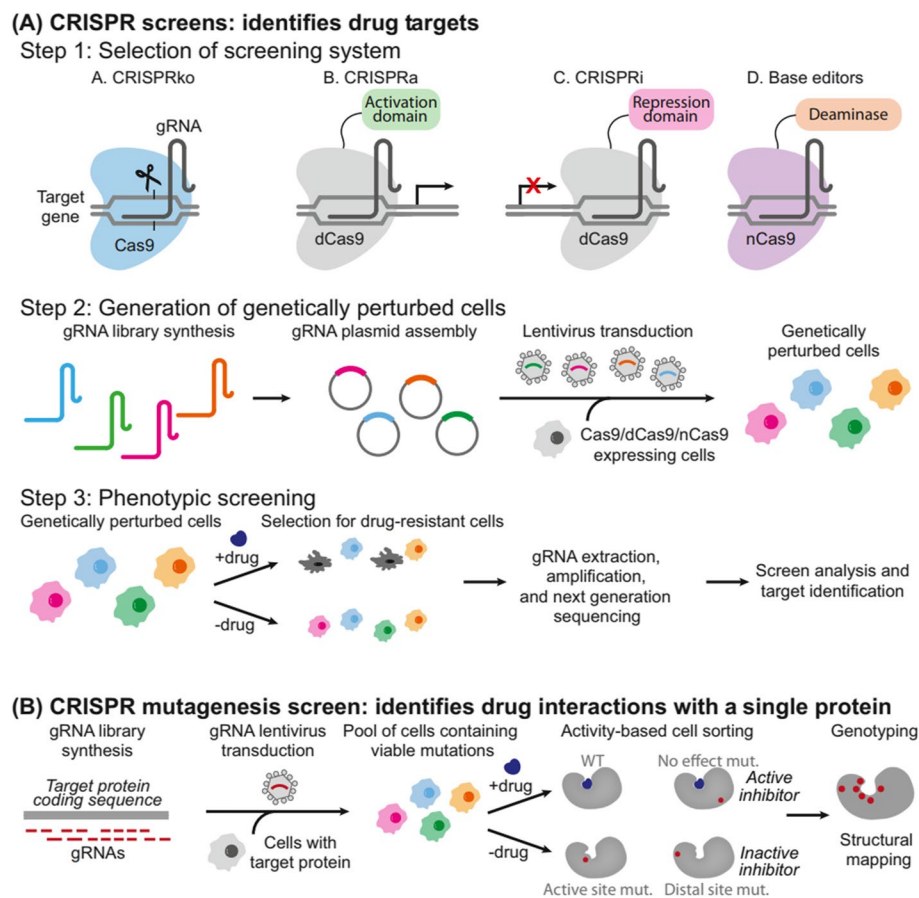 (A) CRISPR screens: identifies drug targets
Step 1: Selection of screening system
A. CRISPRko
B. CRISPRa
C. CRISPRi
D. Base editors
gRNA
Activation
domain
Repression
domain
Deaminase
Target
gene
Cas9
dCas9
X
dCas9
nCas9
Step 2: Generation of genetically perturbed cells
gRNA library synthesis
gRNA plasmid assembly
Lentivirus transduction
Genetically
perturbed cells
Cas9/dCas9/nCas9
expressing cells
Step 3: Phenotypic screening
Genetically perturbed cells
+drug
-drug
Selection for drug-resistant cells
gRNA extraction,
amplification,
and next generation
sequencing
Screen analysis and
target identification
(B) CRISPR mutagenesis screen: identifies drug interactions with a single protein
gRNA library
synthesis
Target protein
coding sequence
gRNAs
gRNA lentivirus
transduction
Cells with
target protein
Pool of cells containing
viable mutations
+drug
-drug
Activity-based cell sorting
WT
No effect mut.
Active
inhibitor
Inactive
inhibitor
Active site mut.
Distal site mut.
Genotyping
Structural
mapping